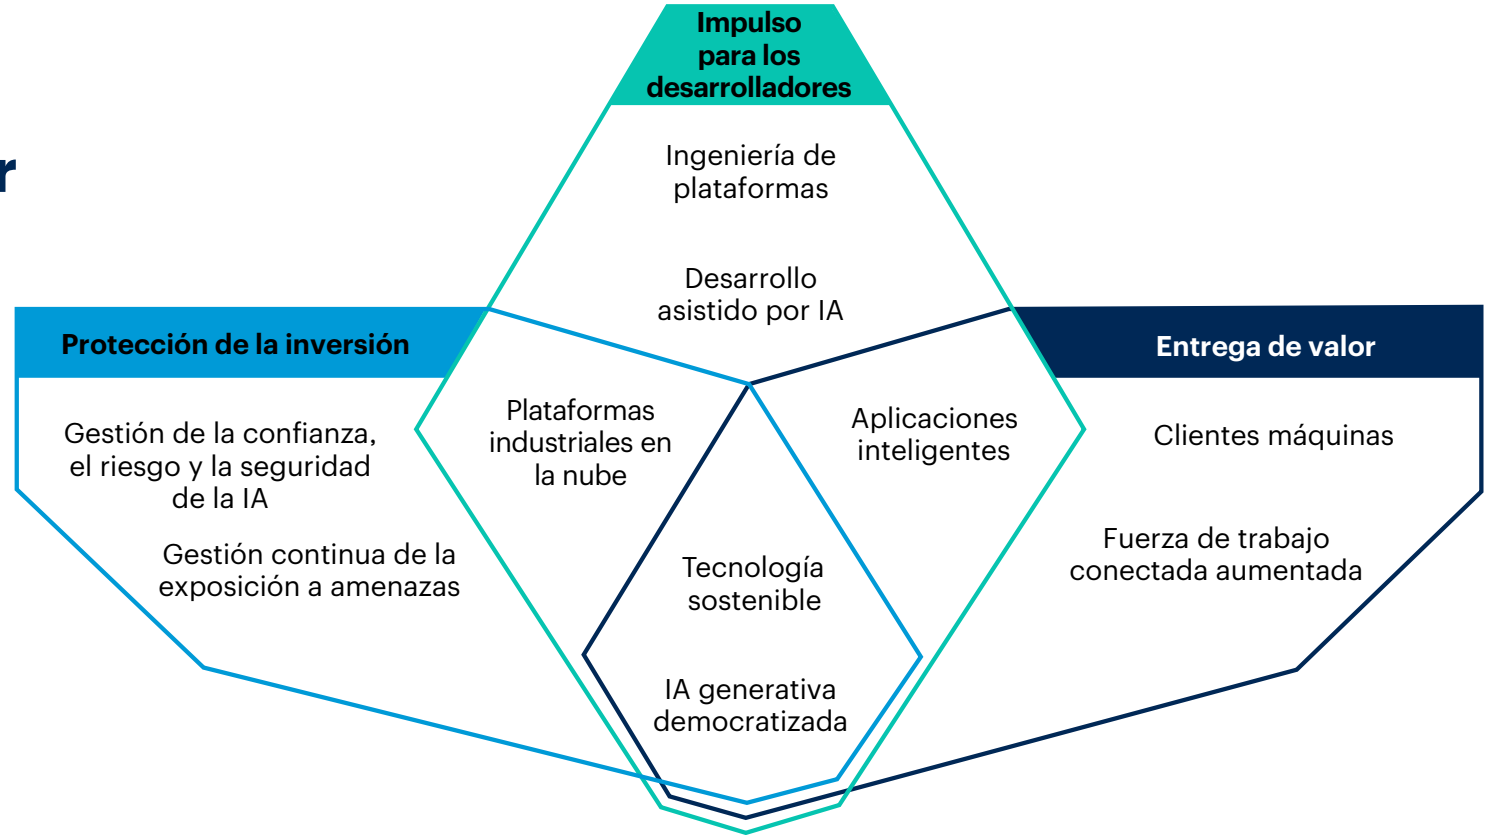 Impulso
para los
desarrolladores
Ingeniería de
plataformas
Desarrollo
asistido por IA
r
Protección de la inversión
Gestión de la confianza,
el riesgo y la seguridad
de la IA
Gestión continua de la
exposición a amenazas
Plataformas
industriales en
la nube
Aplicaciones
inteligentes
Tecnología
sostenible
IA generativa
democratizada
Entrega de valor
Clientes máquinas
Fuerza de trabajo
conectada aumentada